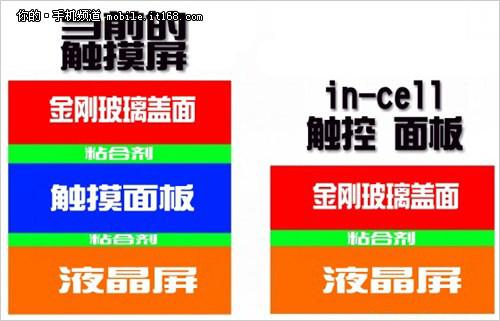 你的·手机频道 mobile.it168.com
当前的
触摸屏
金刚玻璃盖面
粘合剂
触摸面板
粘合剂
液晶屏
in-cell
触控 面板
金刚玻璃盖面
粘合剂
液晶屏